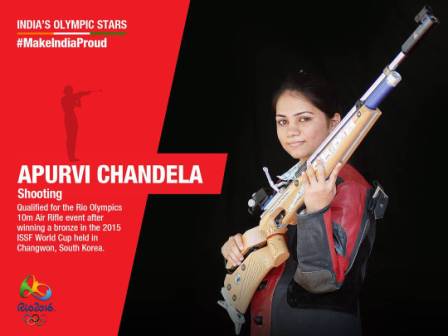 INDIA'S OLYMPIC STARS
#MakeIndiaProud
APURVI CHANDELA
Shooting
Qualified for the Rio Olympics
10m Air Rifle event after
winning a bronze in the 2015
ISSF World Cup held in
Changwon, South Korea.
Rio2016